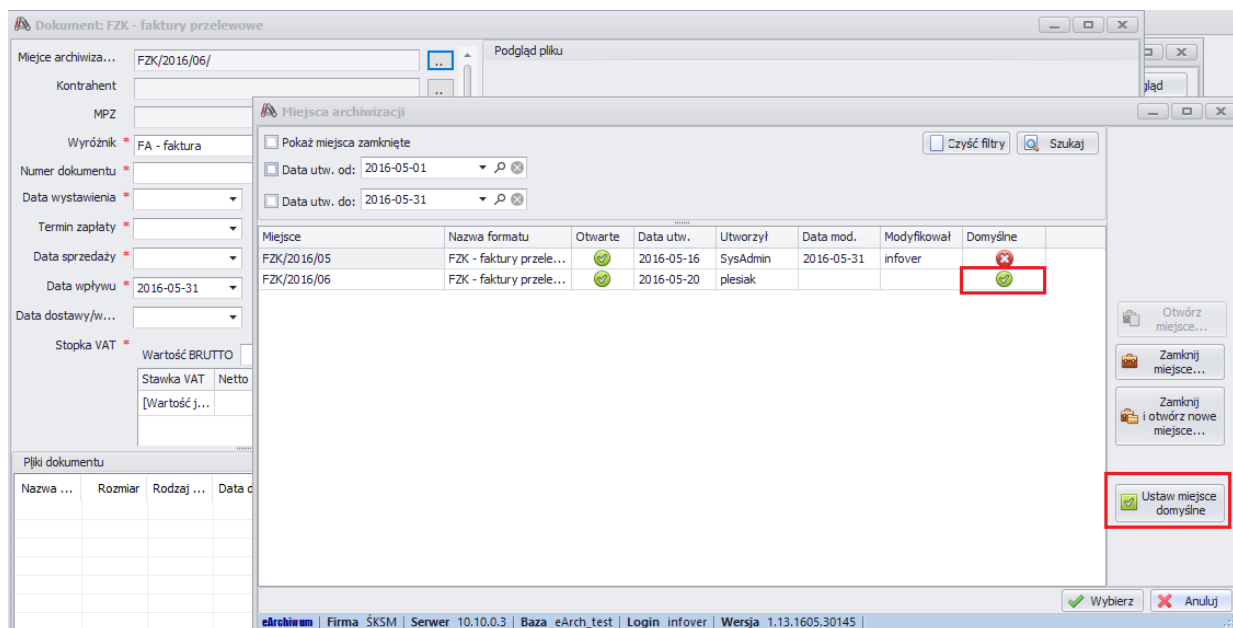 Dokument: FZK - faktury przelewowe
Miejce archiwiza... FZK/2016/06/ ..
Podgląd pliku
Kontrahent ..
gląd
MPZ
Wyróżnik * FA - faktura
Numer dokumentu *
Data wystawienia *
Termin zapłaty *
Data sprzedaży *
Data wpływu * 2016-05-31
Data dostawy/w...
Stopka VAT *
Wartość BRUTTO
Stawka VAT Netto
[Wartość j...
Pliki dokumentu
Nazwa ... Rozmiar Rodzaj ... Data d
Miejsca archiwizacji
Pokaż miejsca zamknięte
Czyść filtry Szukaj
Data utw. od: 2016-05-01
Data utw. do: 2016-05-31
Miejsce Nazwa formatu Otwarte Data utw. Utworzył Data mod. Modyfikował Domyślne
FZK/2016/05 FZK - faktury przele... 2016-05-16 SysAdmin 2016-05-31 infover
FZK/2016/06 FZK - faktury przele... 2016-05-20 plesiak
Otwórz
miejsce...
Zamknij
miejsce...
Zamknij
i otwórz nowe
miejsce...
Ustaw miejsce
domyślne
Wybierz Anuluj
eArchiwum | Firma ŚKSM | Serwer 10.10.0.3 | Baza eArch_test | Login infover | Wersja 1.13.1605.30145 |